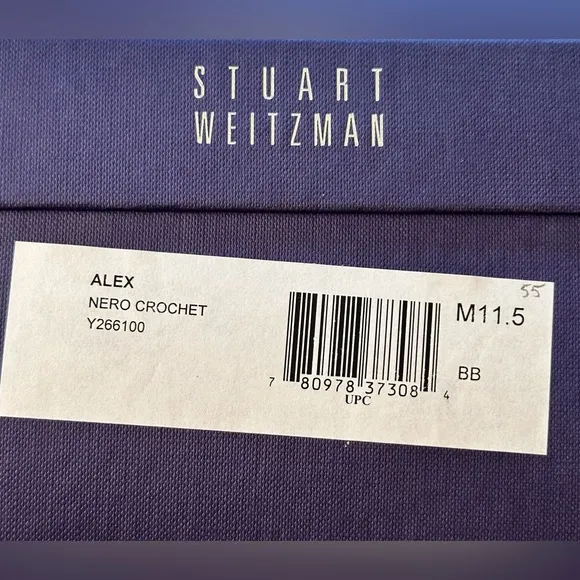 STUART
WEITZMAN
ALEX
NERO CROCHET
Y266100
7 80978 37308 4
UPC
55
M11.5
BB